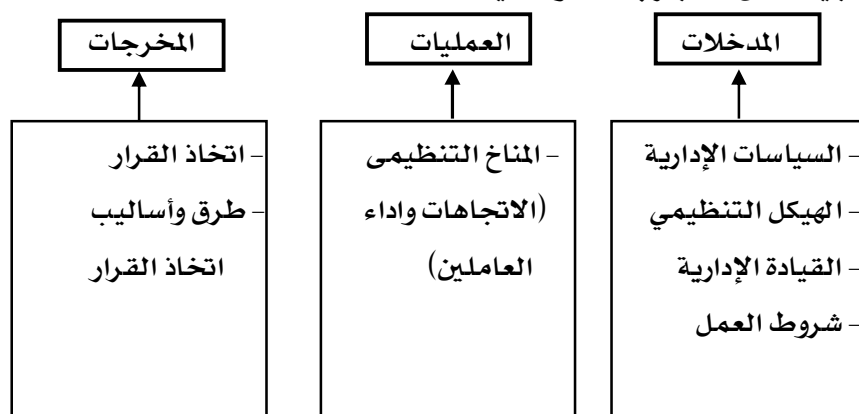 المدخلات
- السياسات الإدارية
- الهيكل التنظيمي
- القيادة الإدارية
- شروط العمل
العمليات
- المناخ التنظيمى
(الاتجاهات واداء
العاملين)
المخرجات
- اتخاذ القرار
- طرق وأساليب
اتخاذ القرار